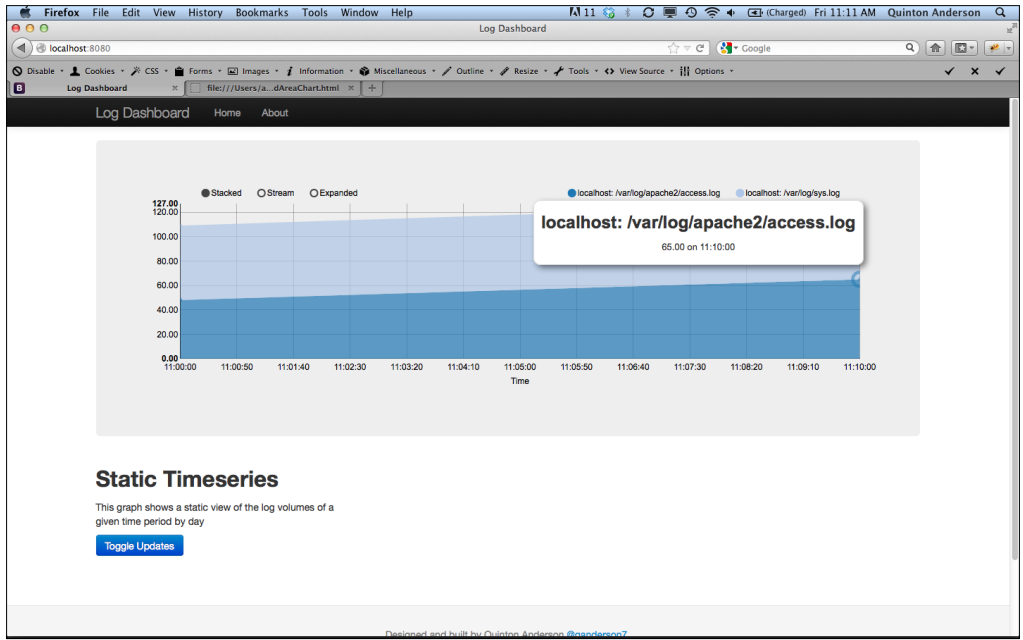 Firefox File Edit View History Bookmarks Tools Window Help 11 (Charged) Fri 11:11 AM Quinton Anderson
Log Dashboard
localhost:8080 Google
Disable Cookies CSS Forms Images Information Miscellaneous Outline Resize Tools View Source Options
Log Dashboard file:///Users/a...dAreaChart.html
Log Dashboard Home About
Stacked Stream Expanded localhost: /var/log/apache2/access.log localhost: /var/log/sys.log
127.00
120.00
localhost: /var/log/apache2/access.log
100.00
65.00 on 11:10:00
80.00
60.00
40.00
20.00
0.00
11:00:00 11:00:50 11:01:40 11:02:30 11:03:20 11:04:10 11:05:00 11:05:50 11:06:40 11:07:30 11:08:20 11:09:10 11:10:00
Time
Static Timeseries
This graph shows a static view of the log volumes of a
given time period by day
Toggle Updates
Designed and built by Quinton Anderson @qanderson7